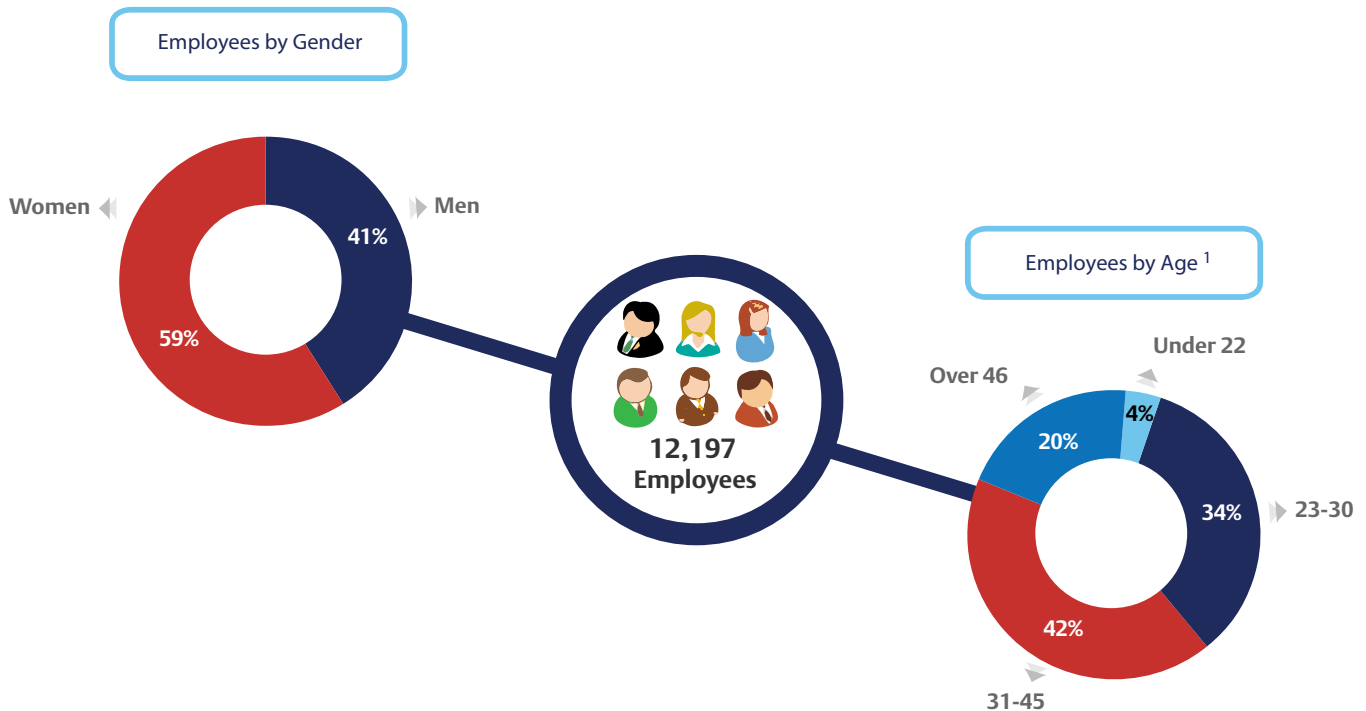 Employees by Gender
Women
Men
41%
59%
12,197
Employees
Employees by Age 1
Under 22
Over 46
4%
20%
34%
23-30
42%
31-45